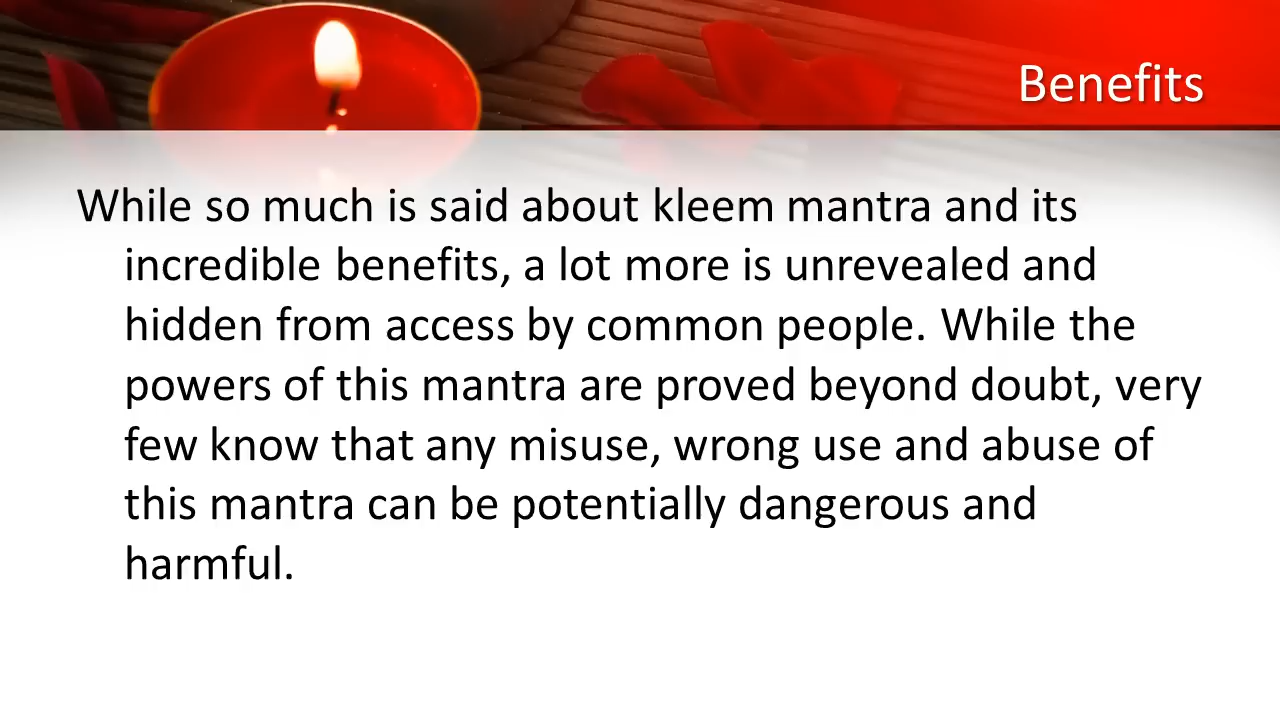 Benefits
While so much is said about kleem mantra and its
incredible benefits, a lot more is unrevealed and
hidden from access by common people. While the
powers of this mantra are proved beyond doubt, very
few know that any misuse, wrong use and abuse of
this mantra can be potentially dangerous and
harmful.